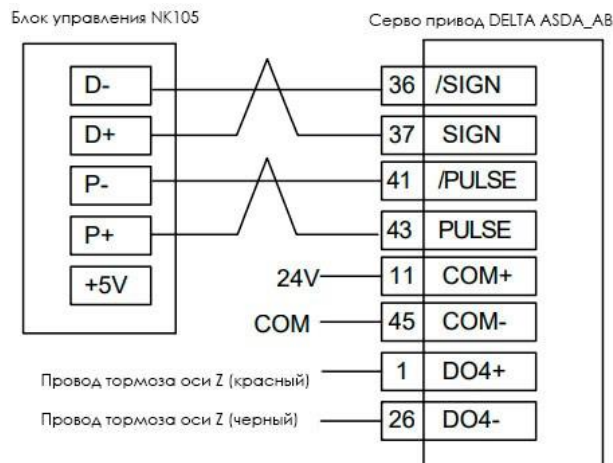 Блок управления NK105
Серво привод DELTA ASDA_AB
D- 36 /SIGN
D+ 37 SIGN
P- 41 /PULSE
P+ 43 PULSE
+5V 24V 11 COM+
COM 45 COM-
Провод тормоза оси Z (красный) 1 DO4+
Провод тормоза оси Z (черный) 26 DO4-